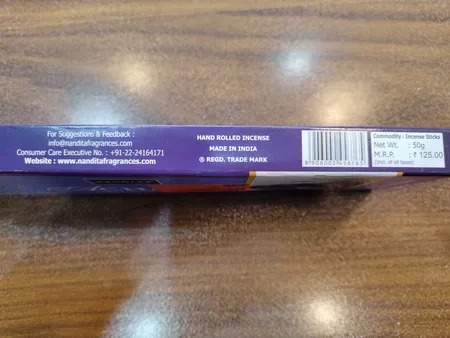 For Suggestions & Feedback :
info@nanditafragrances.com
Consumer Care Executive No. : +91-22-24164171
Website : www.nanditafragrances.com
HAND ROLLED INCENSE
MADE IN INDIA
® REGD. TRADE MARK
Commodity : Incense Sticks
Net Wt. : 50g
M.R.P. : ₹ 125.00
(Incl. of all taxes)